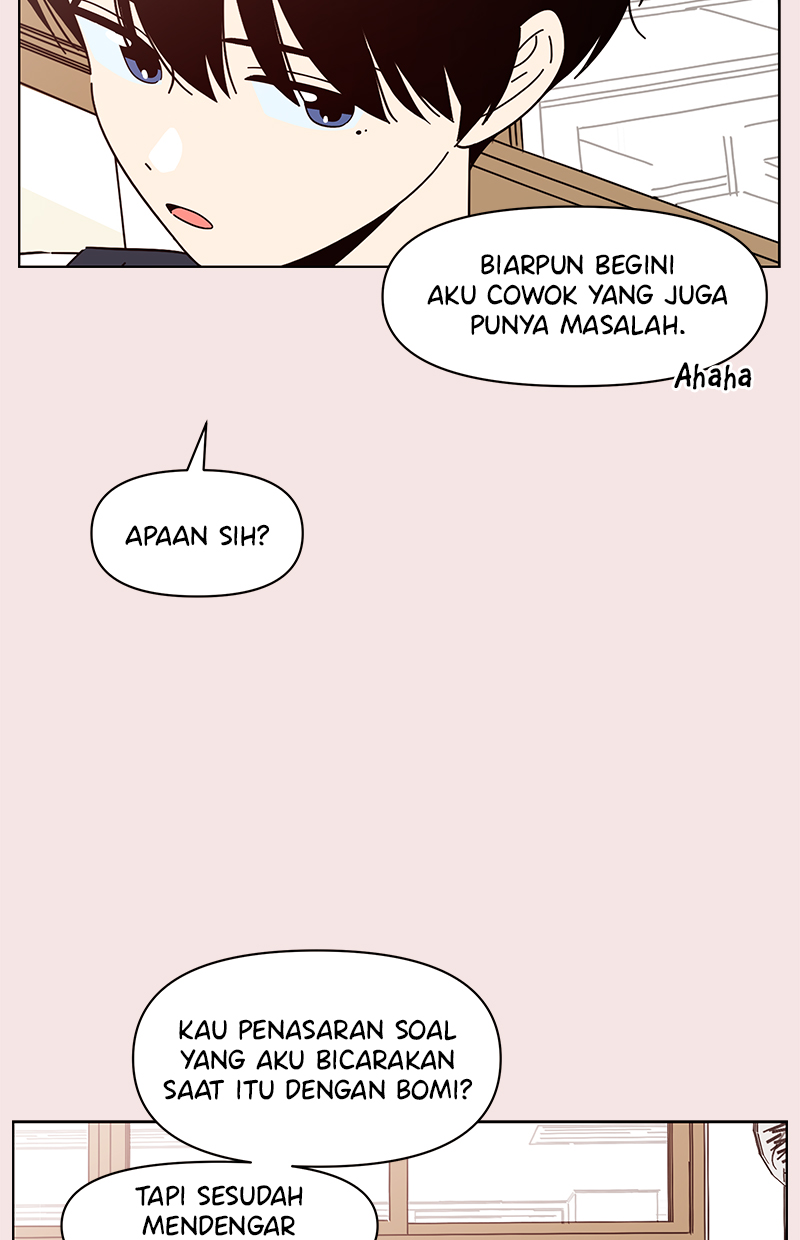 BIARPUN BEGINI
AKU COWOK YANG JUGA
PUNYA MASALAH.
Ahaha
APAAN SIH?
KAU PENASARAN SOAL
YANG AKU BICARAKAN
SAAT ITU DENGAN BOMI?
TAPI SESUDAH
MENDENGAR